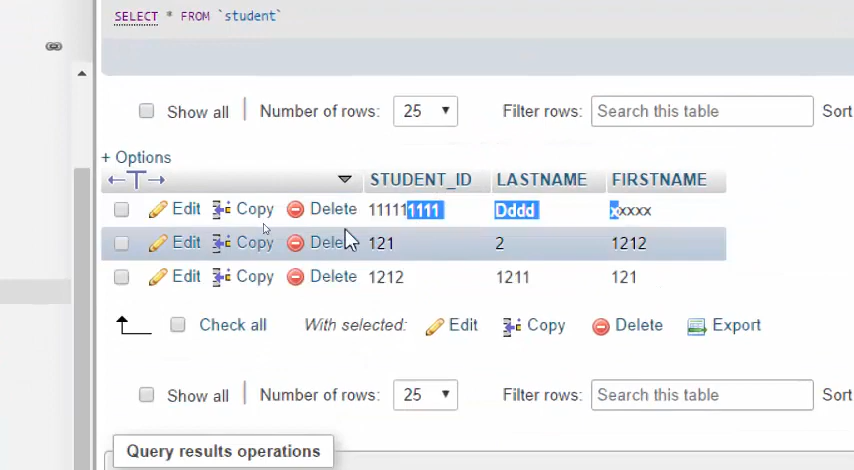 SELECT * FROM `student`
Show all Number of rows: 25 Filter rows: Search this table Sort
+ Options
←T→ ▼ STUDENT_ID LASTNAME FIRSTNAME
Edit Copy Delete 111111111 Dddd xxxxx
Edit Copy Delete 121 2 1212
Edit Copy Delete 1212 1211 121
Check all With selected: Edit Copy Delete Export
Show all Number of rows: 25 Filter rows: Search this table Sort
Query results operations